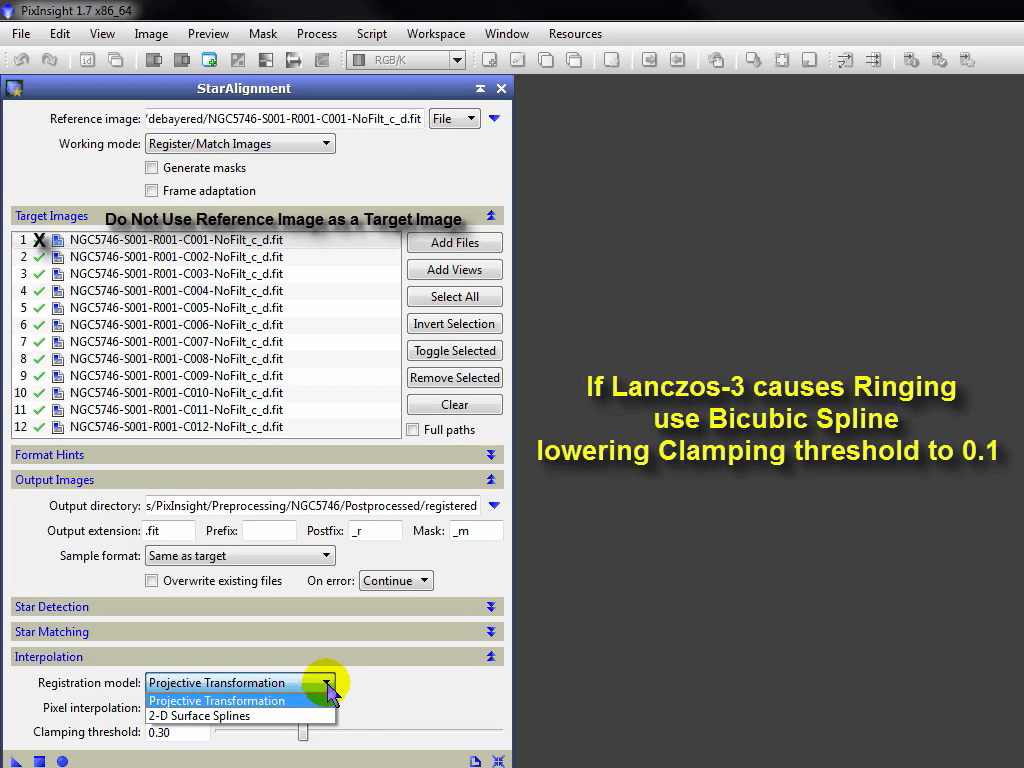 PixInsight 1.7 x86_64
File Edit View Image Preview Mask Process Script Workspace Window Resources
RGB/K
StarAlignment
Reference image: /debayered/NGC5746-S001-R001-C001-NoFilt_c_d.fit File
Working mode: Register/Match Images
Generate masks
Frame adaptation
Target Images Do Not Use Reference Image as a Target Image
1 X NGC5746-S001-R001-C001-NoFilt_c_d.fit Add Files
2 NGC5746-S001-R001-C002-NoFilt_c_d.fit
3 NGC5746-S001-R001-C003-NoFilt_c_d.fit Add Views
4 NGC5746-S001-R001-C004-NoFilt_c_d.fit Select All
5 NGC5746-S001-R001-C005-NoFilt_c_d.fit
6 NGC5746-S001-R001-C006-NoFilt_c_d.fit Invert Selection
7 NGC5746-S001-R001-C007-NoFilt_c_d.fit Toggle Selected
8 NGC5746-S001-R001-C008-NoFilt_c_d.fit
9 NGC5746-S001-R001-C009-NoFilt_c_d.fit Remove Selected
10 NGC5746-S001-R001-C010-NoFilt_c_d.fit
11 NGC5746-S001-R001-C011-NoFilt_c_d.fit Clear
12 NGC5746-S001-R001-C012-NoFilt_c_d.fit Full paths
Format Hints
Output Images
Output directory: s/PixInsight/Preprocessing/NGC5746/Postprocessed/registered
Output extension: .fit Prefix: Postfix: _r Mask: _m
Sample format: Same as target
Overwrite existing files On error: Continue
Star Detection
Star Matching
Interpolation
Registration model: Projective Transformation
Projective Transformation
Pixel interpolation:
2-D Surface Splines
Clamping threshold: 0.30
If Lanczos-3 causes Ringing
use Bicubic Spline
lowering Clamping threshold to 0.1